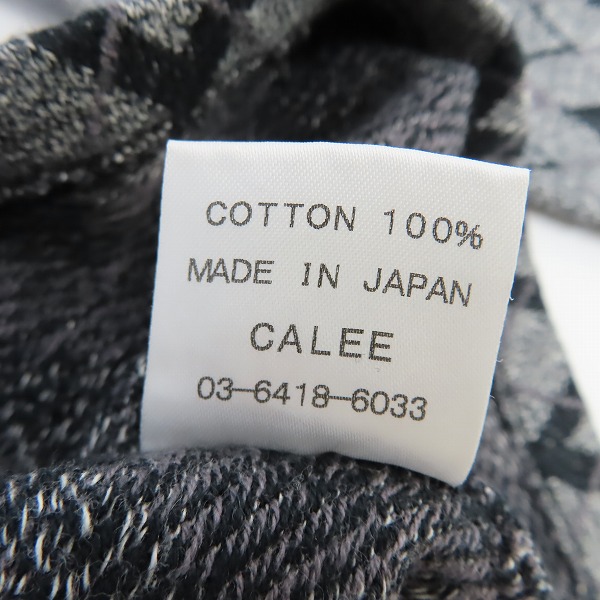 COTTON 100%
MADE IN JAPAN
CALEE
03-6418-6033